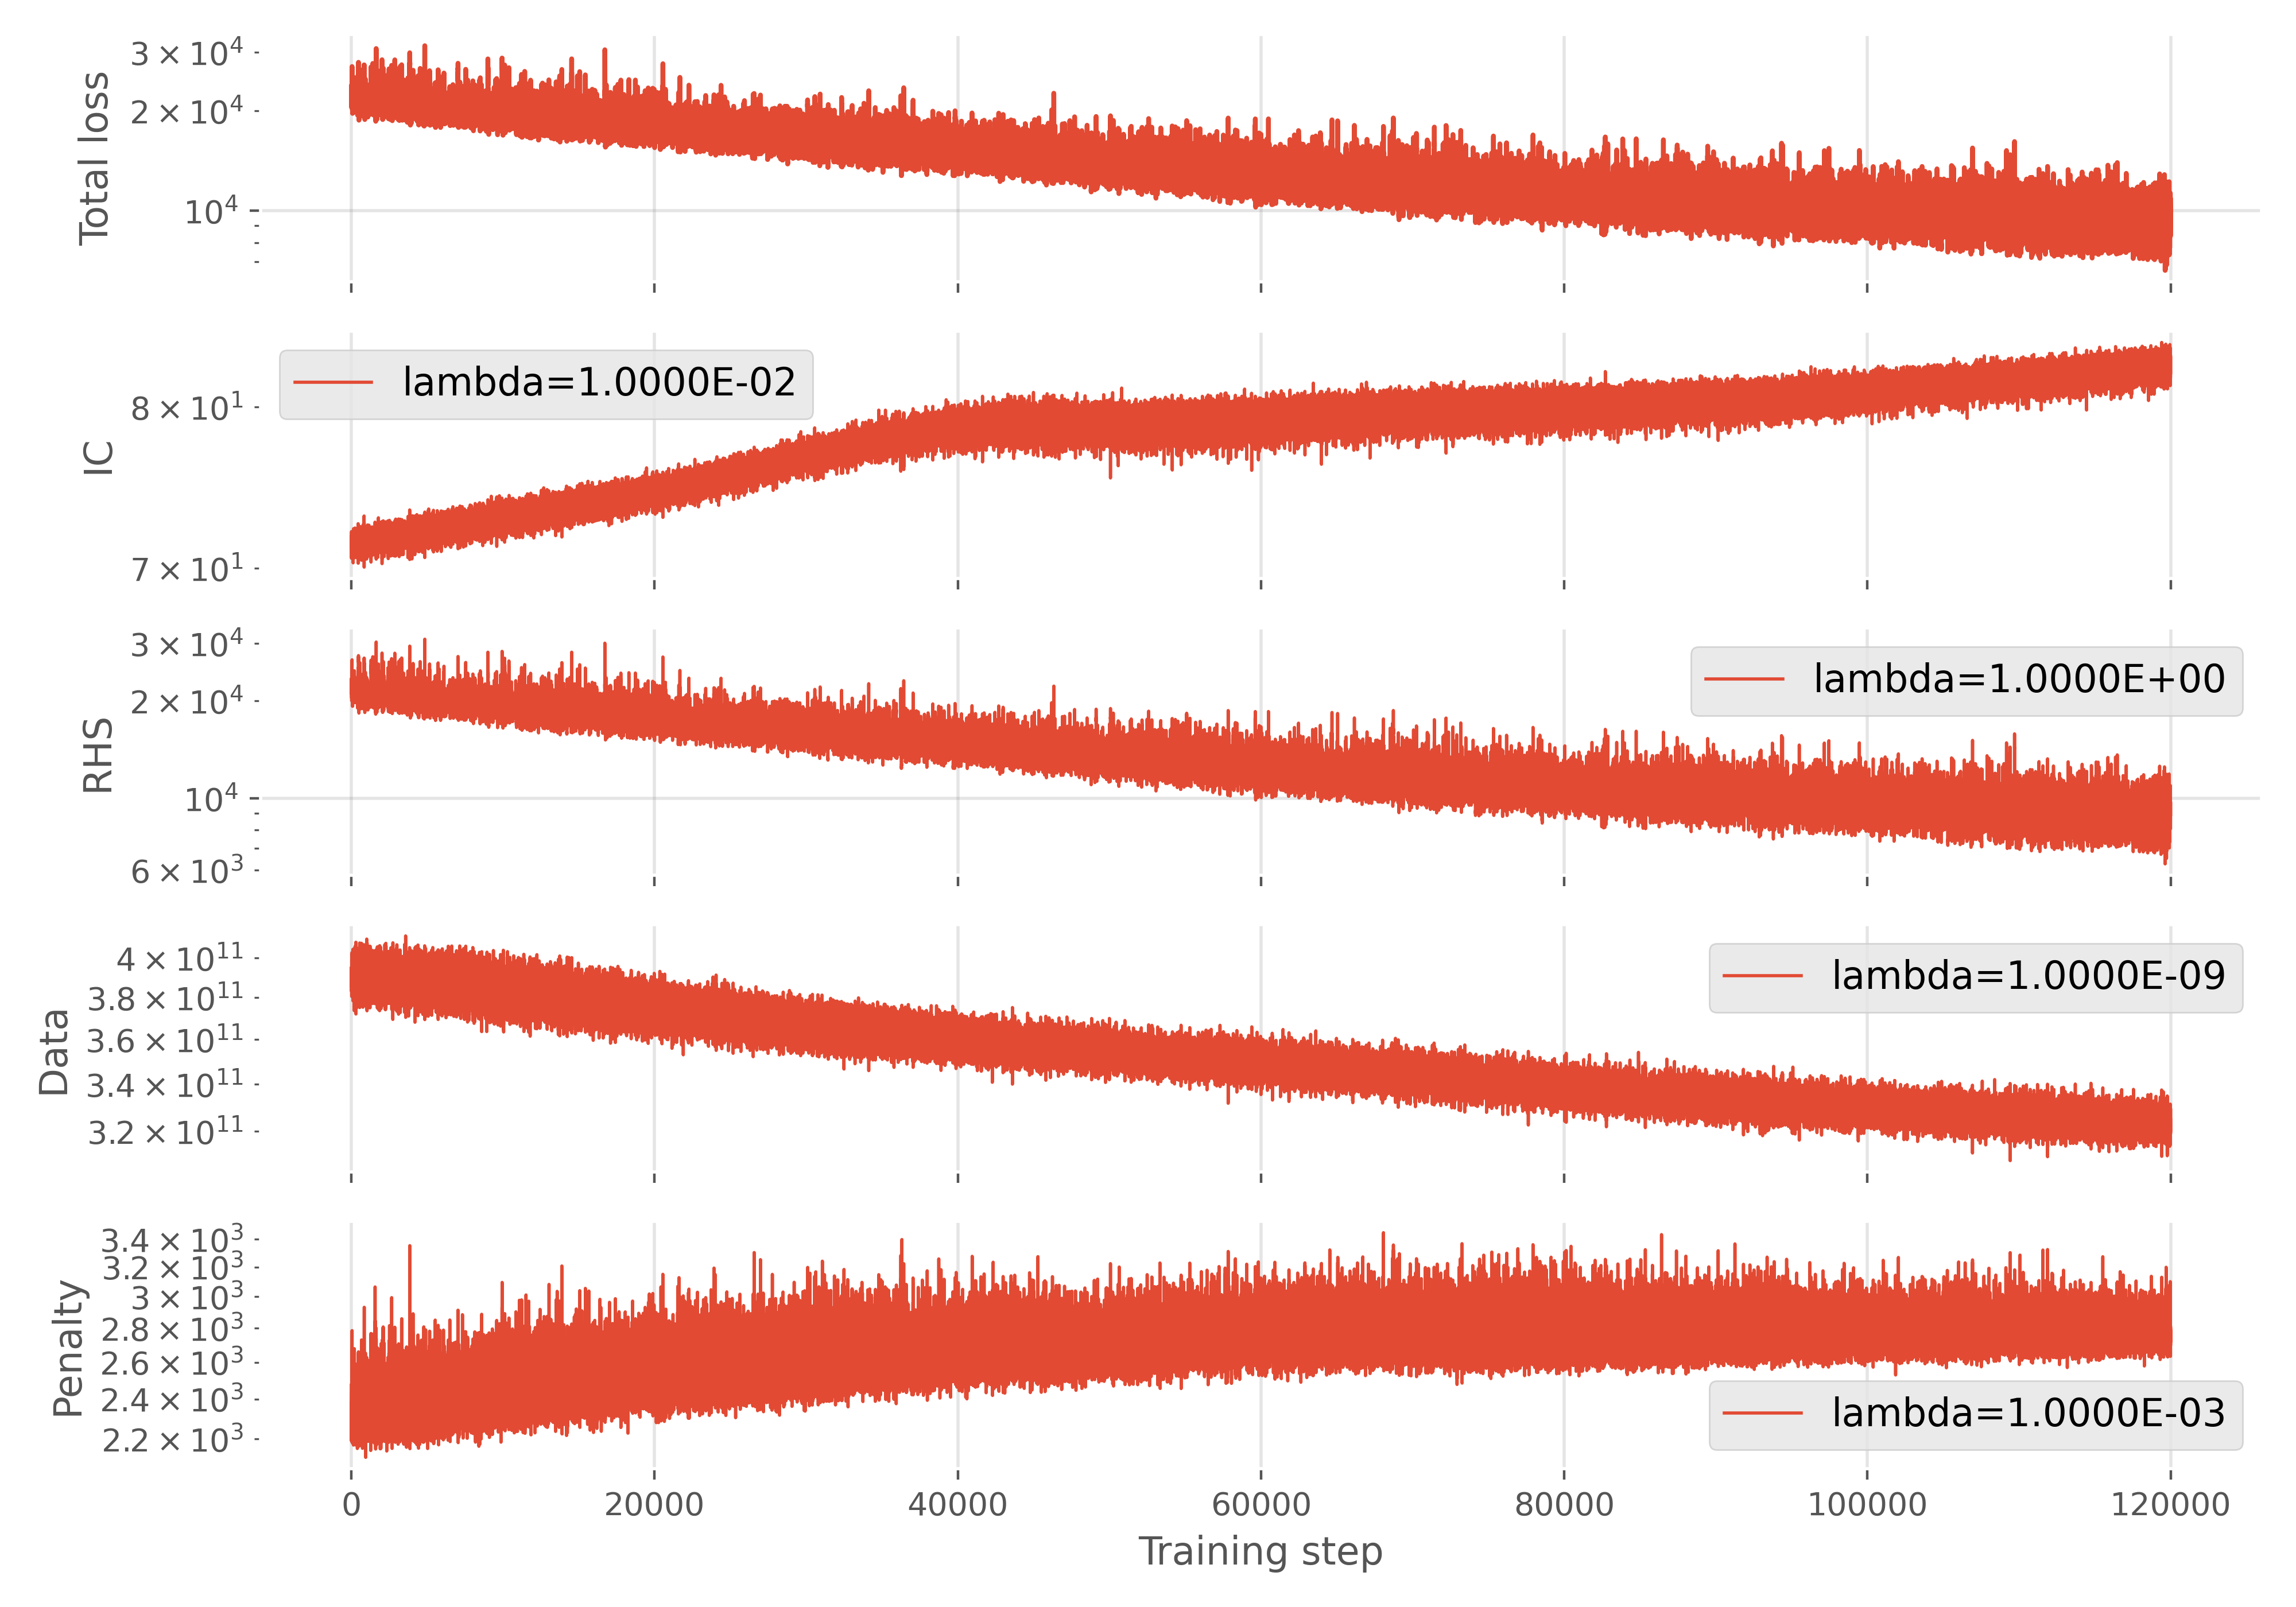 Total loss
3 × 10^4
2 × 10^4
10^4
IC
8 × 10^1
7 × 10^1
lambda=1.0000E-02
RHS
3 × 10^4
2 × 10^4
10^4
6 × 10^3
lambda=1.0000E+00
Data
4 × 10^11
3.8 × 10^11
3.6 × 10^11
3.4 × 10^11
3.2 × 10^11
lambda=1.0000E-09
Penalty
3.4 × 10^3
3.2 × 10^3
3 × 10^3
2.8 × 10^3
2.6 × 10^3
2.4 × 10^3
2.2 × 10^3
lambda=1.0000E-03
0 20000 40000 60000 80000 100000 120000
Training step